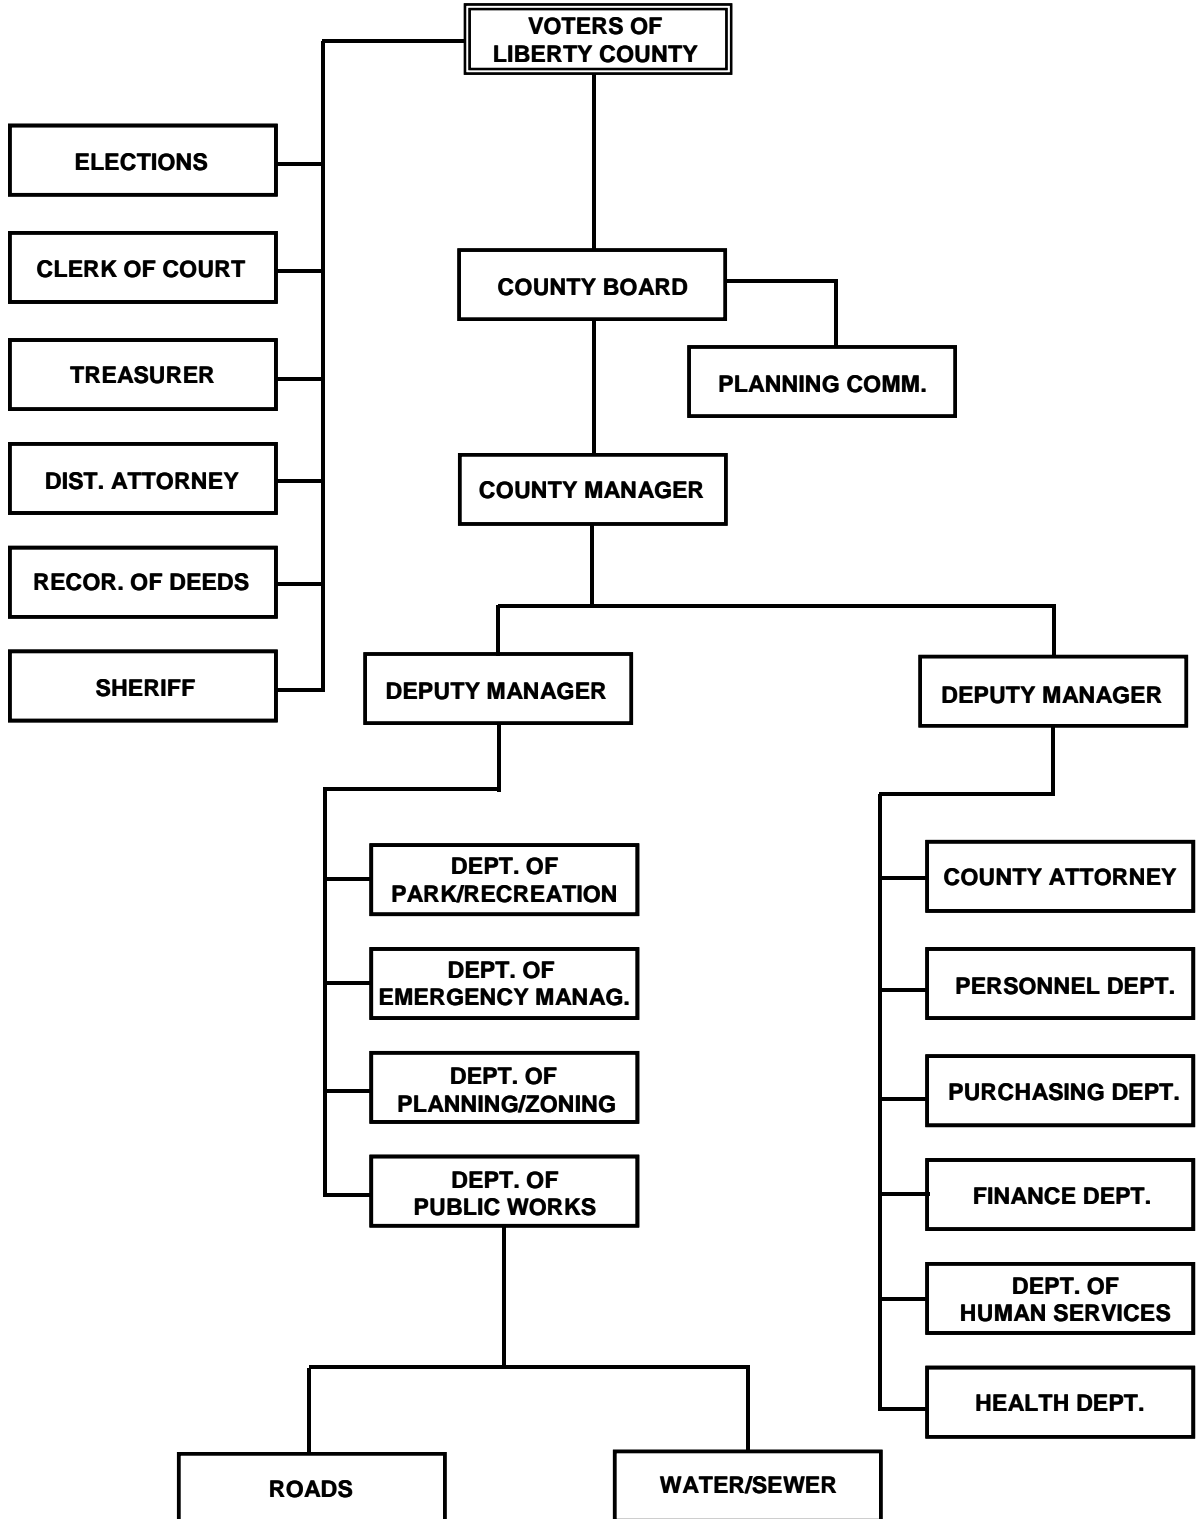 VOTERS OF
LIBERTY COUNTY
ELECTIONS
CLERK OF COURT
TREASURER
DIST. ATTORNEY
RECOR. OF DEEDS
SHERIFF
COUNTY BOARD
PLANNING COMM.
COUNTY MANAGER
DEPUTY MANAGER
DEPT. OF
PARK/RECREATION
DEPT. OF
EMERGENCY MANAG.
DEPT. OF
PLANNING/ZONING
DEPT. OF
PUBLIC WORKS
ROADS
WATER/SEWER
DEPUTY MANAGER
COUNTY ATTORNEY
PERSONNEL DEPT.
PURCHASING DEPT.
FINANCE DEPT.
DEPT. OF
HUMAN SERVICES
HEALTH DEPT.